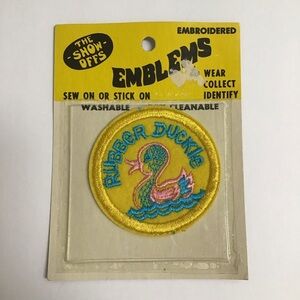 THE
SHOW
OFFS
EMBROIDERED
EMBLEMS
WEAR
COLLECT
IDENTIFY
SEW ON OR STICK ON
WASHABLE CLEANABLE
RUBBER DUCKIE